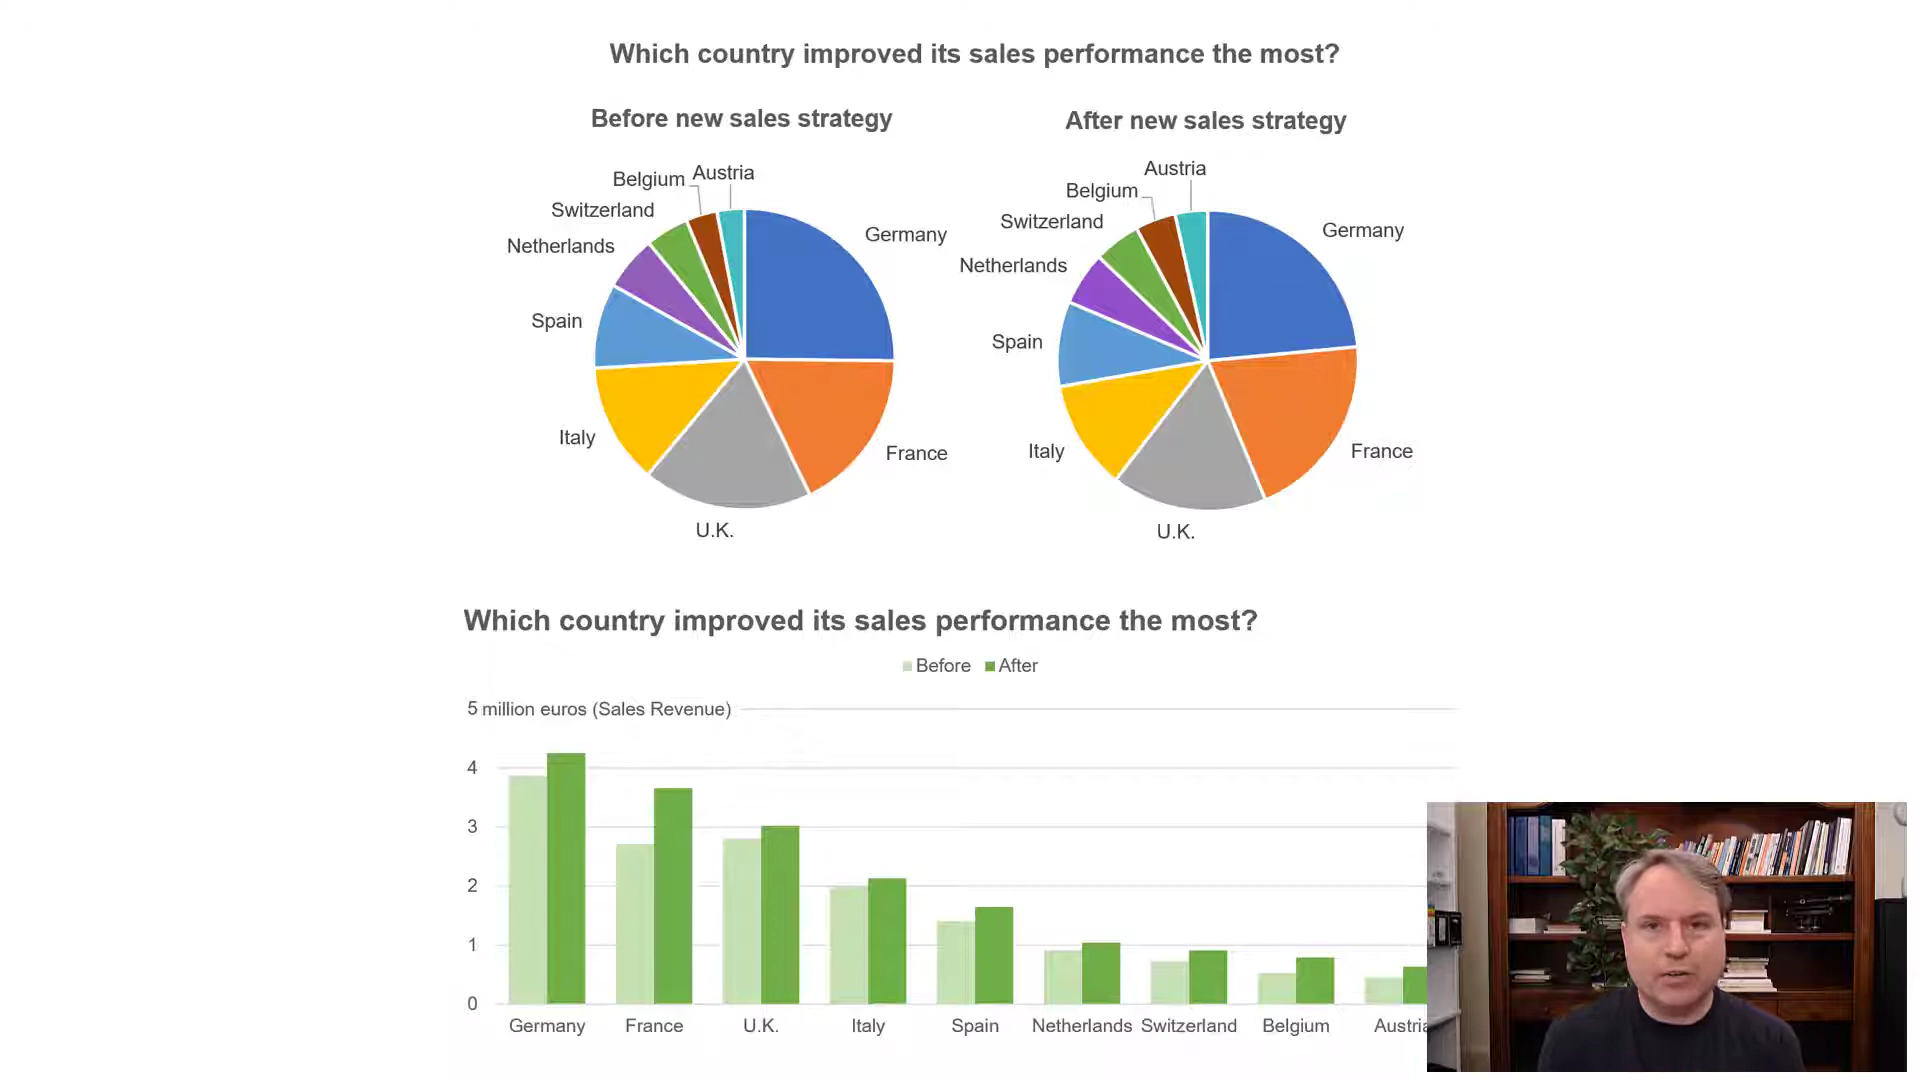 Which country improved its sales performance the most?
Before new sales strategy
After new sales strategy
Austria
Belgium
Switzerland
Netherlands
Germany
Spain
Italy
France
U.K.
Austria
Belgium
Switzerland
Netherlands
Germany
Spain
Italy
France
U.K.
Which country improved its sales performance the most?
Before After
5 million euros (Sales Revenue)
4
3
2
1
0
Germany France U.K. Italy Spain Netherlands Switzerland Belgium Austria